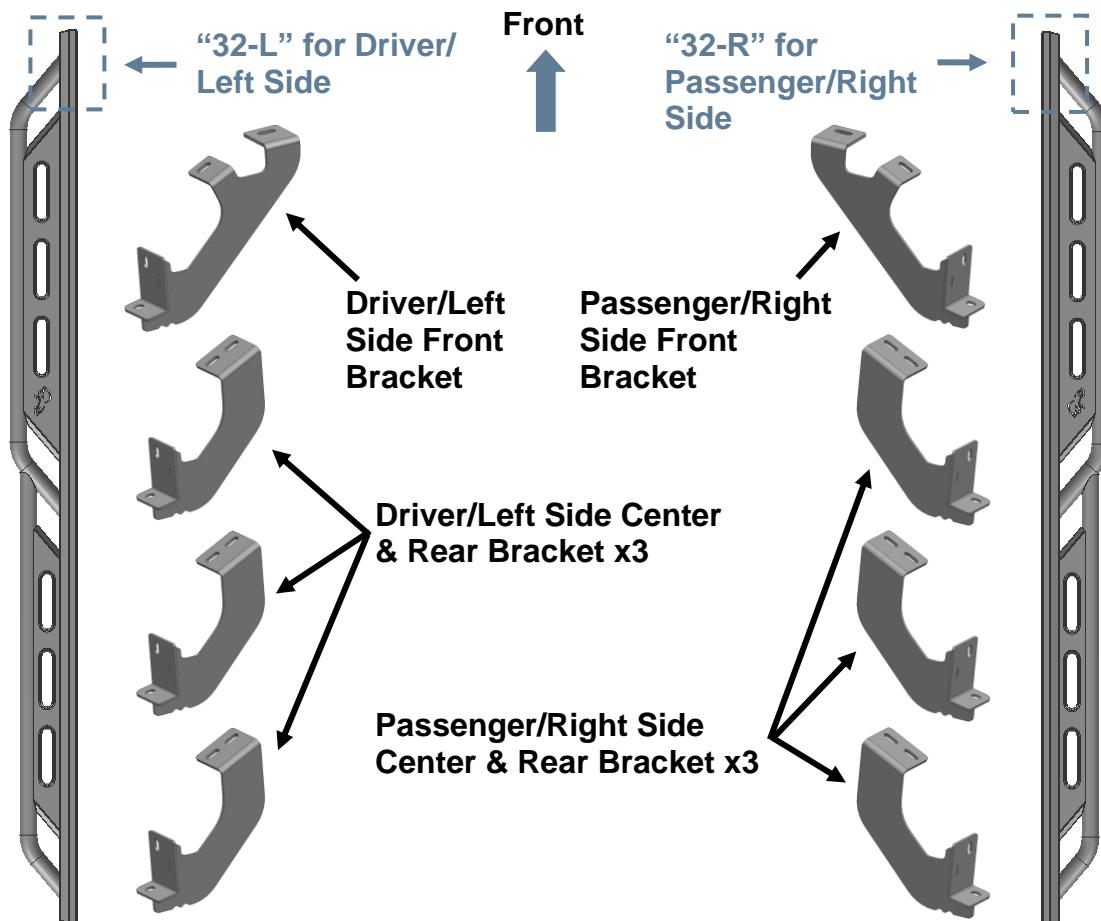 Front
“32-L” for Driver/
Left Side
“32-R” for
Passenger/Right
Side
Driver/Left
Side Front
Bracket
Passenger/Right
Side Front
Bracket
Driver/Left Side Center
& Rear Bracket x3
Passenger/Right Side
Center & Rear Bracket x3